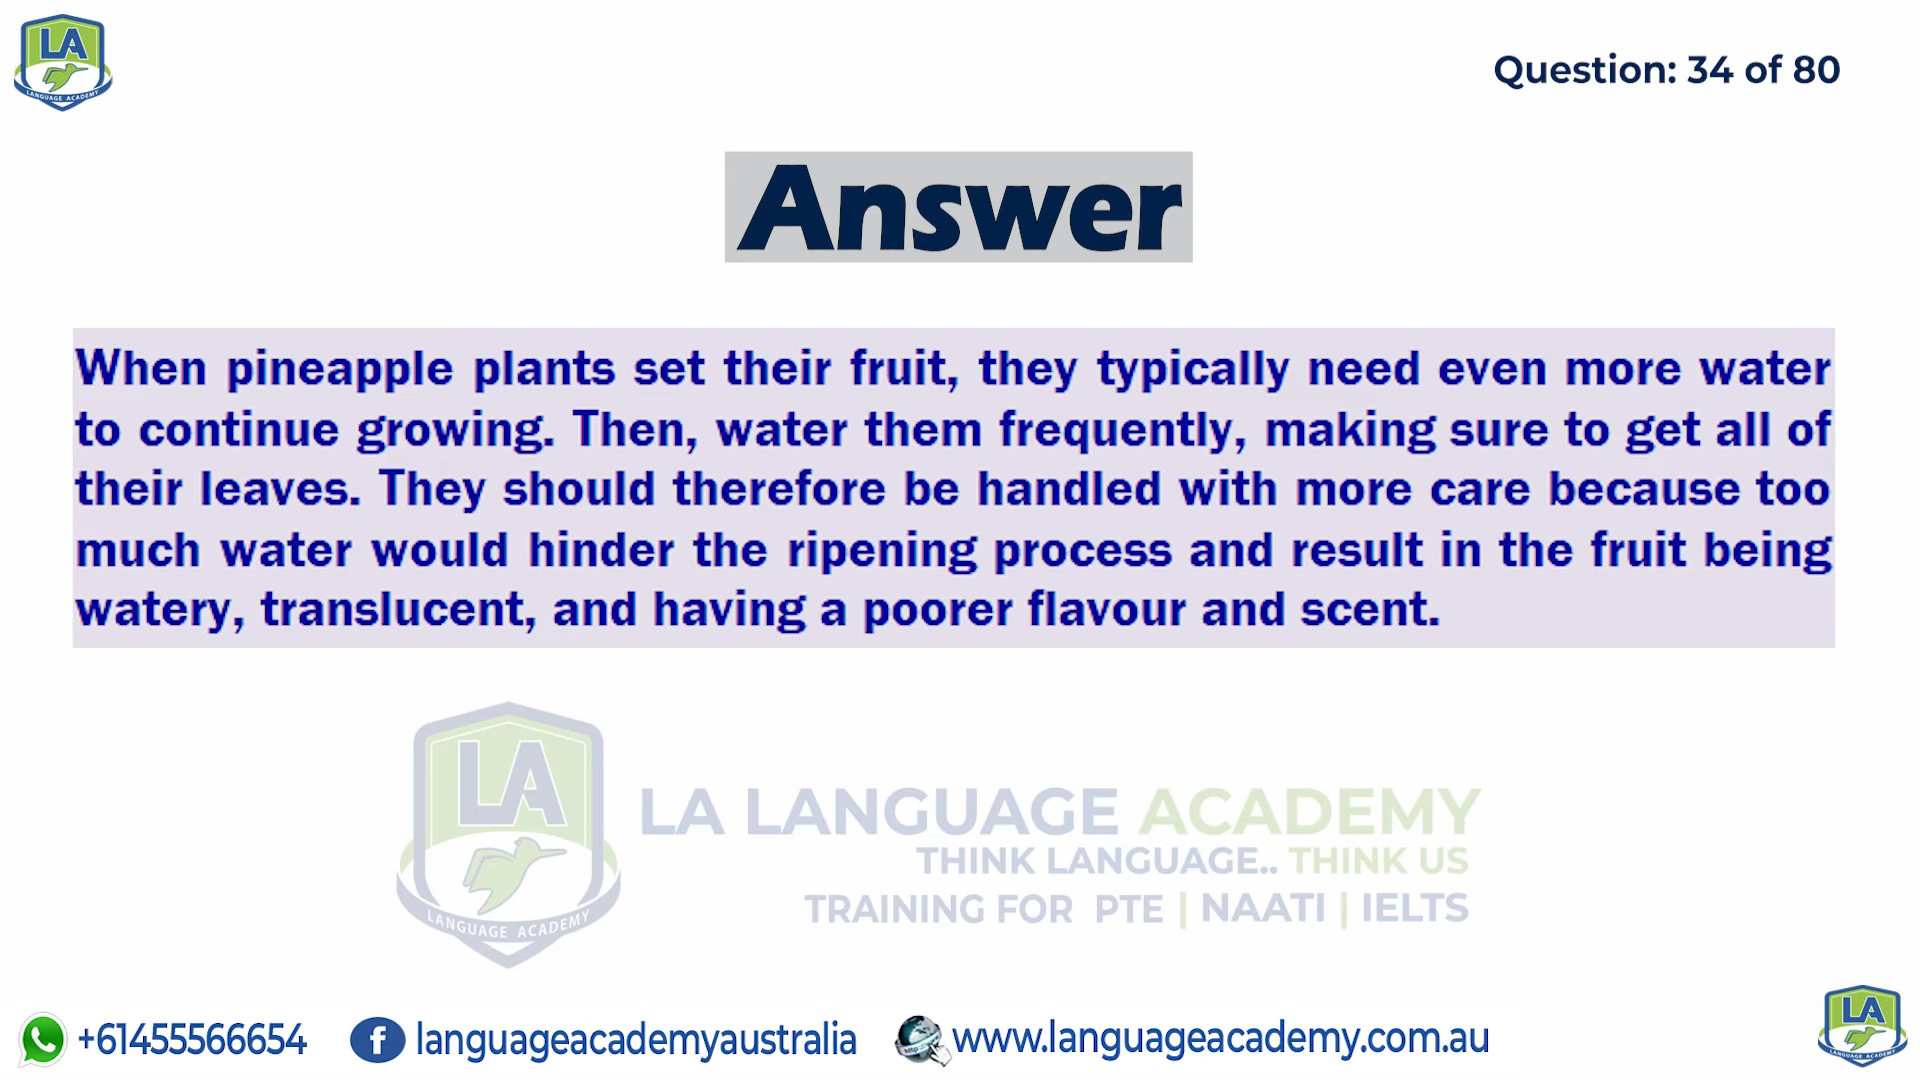 LA
LANGUAGE ACADEMY
Question: 34 of 80
Answer
When pineapple plants set their fruit, they typically need even more water
to continue growing. Then, water them frequently, making sure to get all of
their leaves. They should therefore be handled with more care because too
much water would hinder the ripening process and result in the fruit being
watery, translucent, and having a poorer flavour and scent.
LA
LANGUAGE ACADEMY
LA LANGUAGE ACADEMY
THINK LANGUAGE.. THINK US
TRAINING FOR PTE | NAATI | IELTS
+61455566654
f languageacademyaustralia
http www.languageacademy.com.au
LA
LANGUAGE ACADEMY